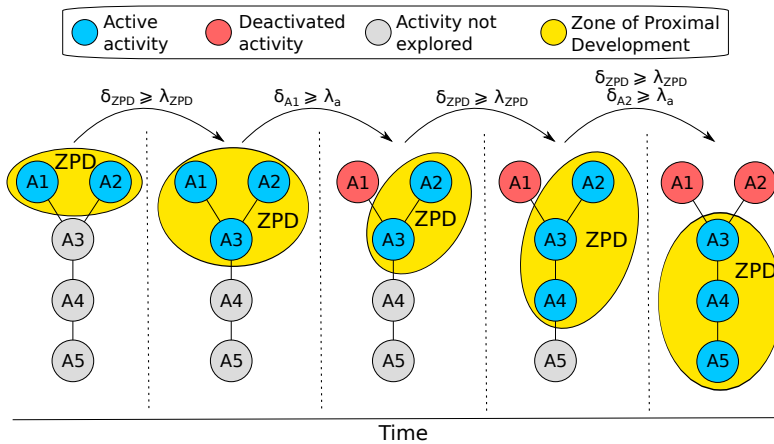 Active
activity
Deactivated
activity
Activity not
explored
Zone of Proximal
Development
δZPD ⩾ λZPD
δA1 ⩾ λa
δZPD ⩾ λZPD
δZPD ⩾ λZPD
δA2 ⩾ λa
ZPD
A1 A2
A3
A4
A5
A1 A2
ZPD
A3
A4
A5
A1 A2
ZPD
A3
A4
A5
A1 A2
A3 ZPD
A4
A5
A1 A2
A3
ZPD
A4
A5
Time